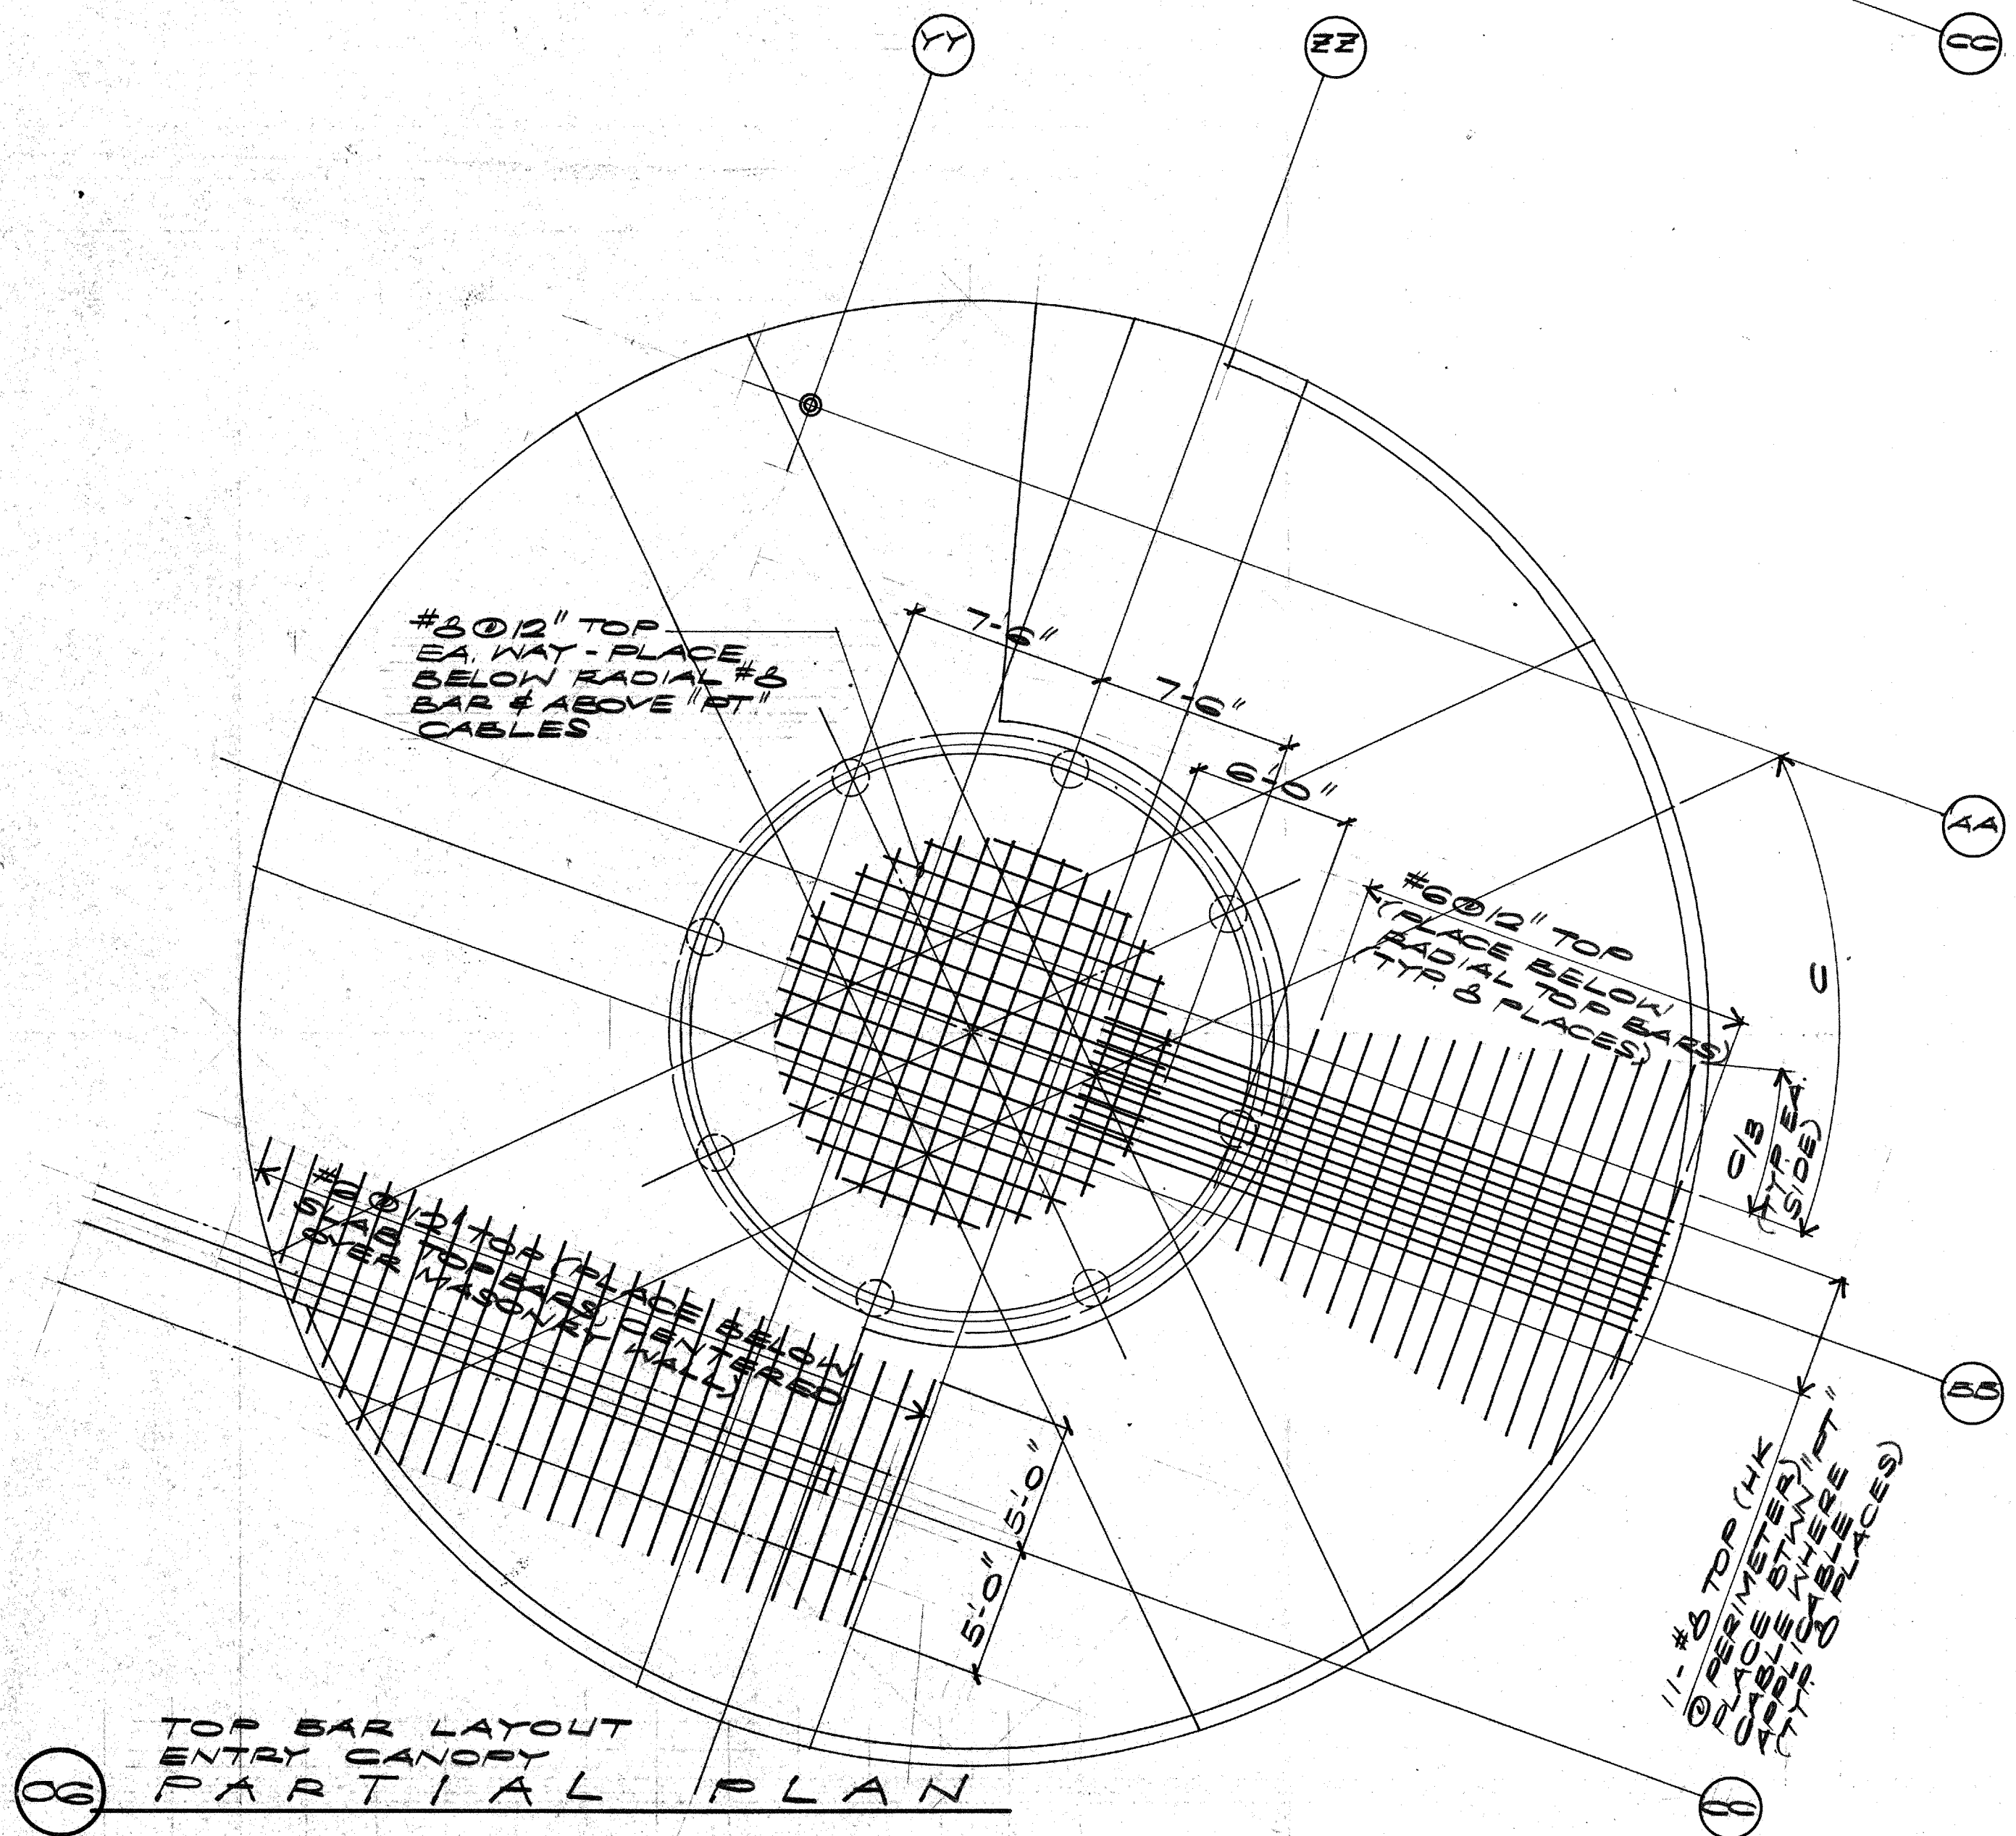 YY
ZZ
CC
#8@12" TOP
EA. WAY - PLACE
BELOW RADIAL #8
BAR & ABOVE "PT"
CABLES
7'-6"
7'-6"
6'-0"
AA
#6@12" TOP
(PLACE BELOW
RADIAL TOP BARS)
(TYP. 8 PLACES)
C
C/3
(TYP. EA.
SIDE)
#6@12" TOP (PLACE BELOW
SLAB TOP BARS, CENTERED
OVER MASONRY WALL)
BB
5'-0"
5'-0"
11-#8 TOP (HK
@ PERIMETER)
PLACE BTWN "PT"
CABLE WHERE
APPLICABLE
(TYP. 8 PLACES)
TOP BAR LAYOUT
ENTRY CANOPY
PARTIAL PLAN
06
CC